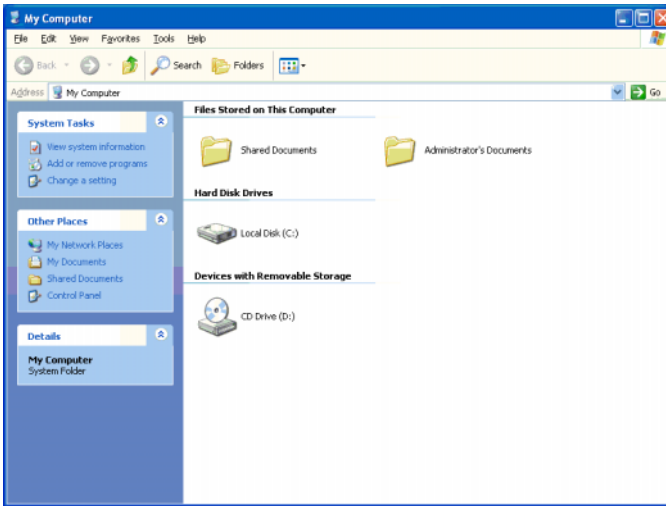 My Computer
File Edit View Favorites Tools Help
Back Search Folders
Address My Computer Go
System Tasks
View system information
Add or remove programs
Change a setting
Other Places
My Network Places
My Documents
Shared Documents
Control Panel
Details
My Computer
System Folder
Files Stored on This Computer
Shared Documents Administrator's Documents
Hard Disk Drives
Local Disk (C:)
Devices with Removable Storage
CD Drive (D:)